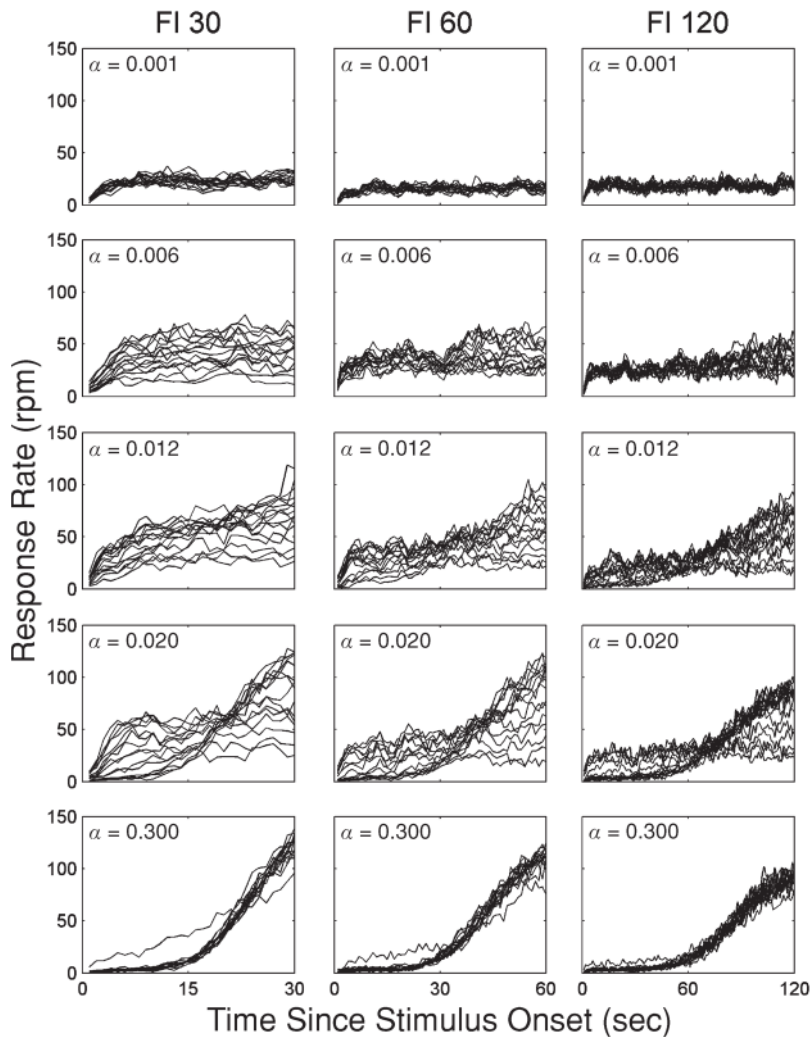 FI 30 FI 60 FI 120
150 α = 0.001 α = 0.001 α = 0.001
100
50
0
150 α = 0.006 α = 0.006 α = 0.006
100
50
0
150 α = 0.012 α = 0.012 α = 0.012
100
50
0
150 α = 0.020 α = 0.020 α = 0.020
100
50
0
150 α = 0.300 α = 0.300 α = 0.300
100
50
0
0 15 30 0 30 60 0 60 120
Response Rate (rpm)
Time Since Stimulus Onset (sec)